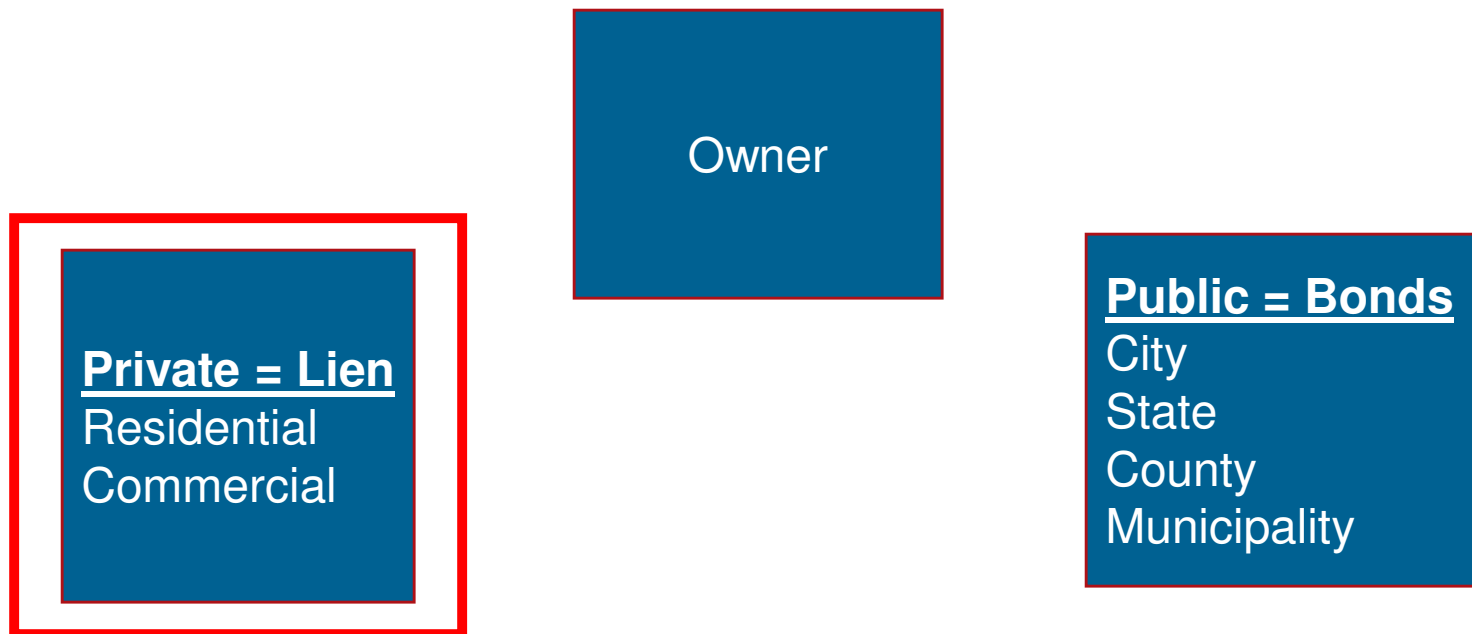 Owner
Private = Lien
Residential
Commercial
Public = Bonds
City
State
County
Municipality